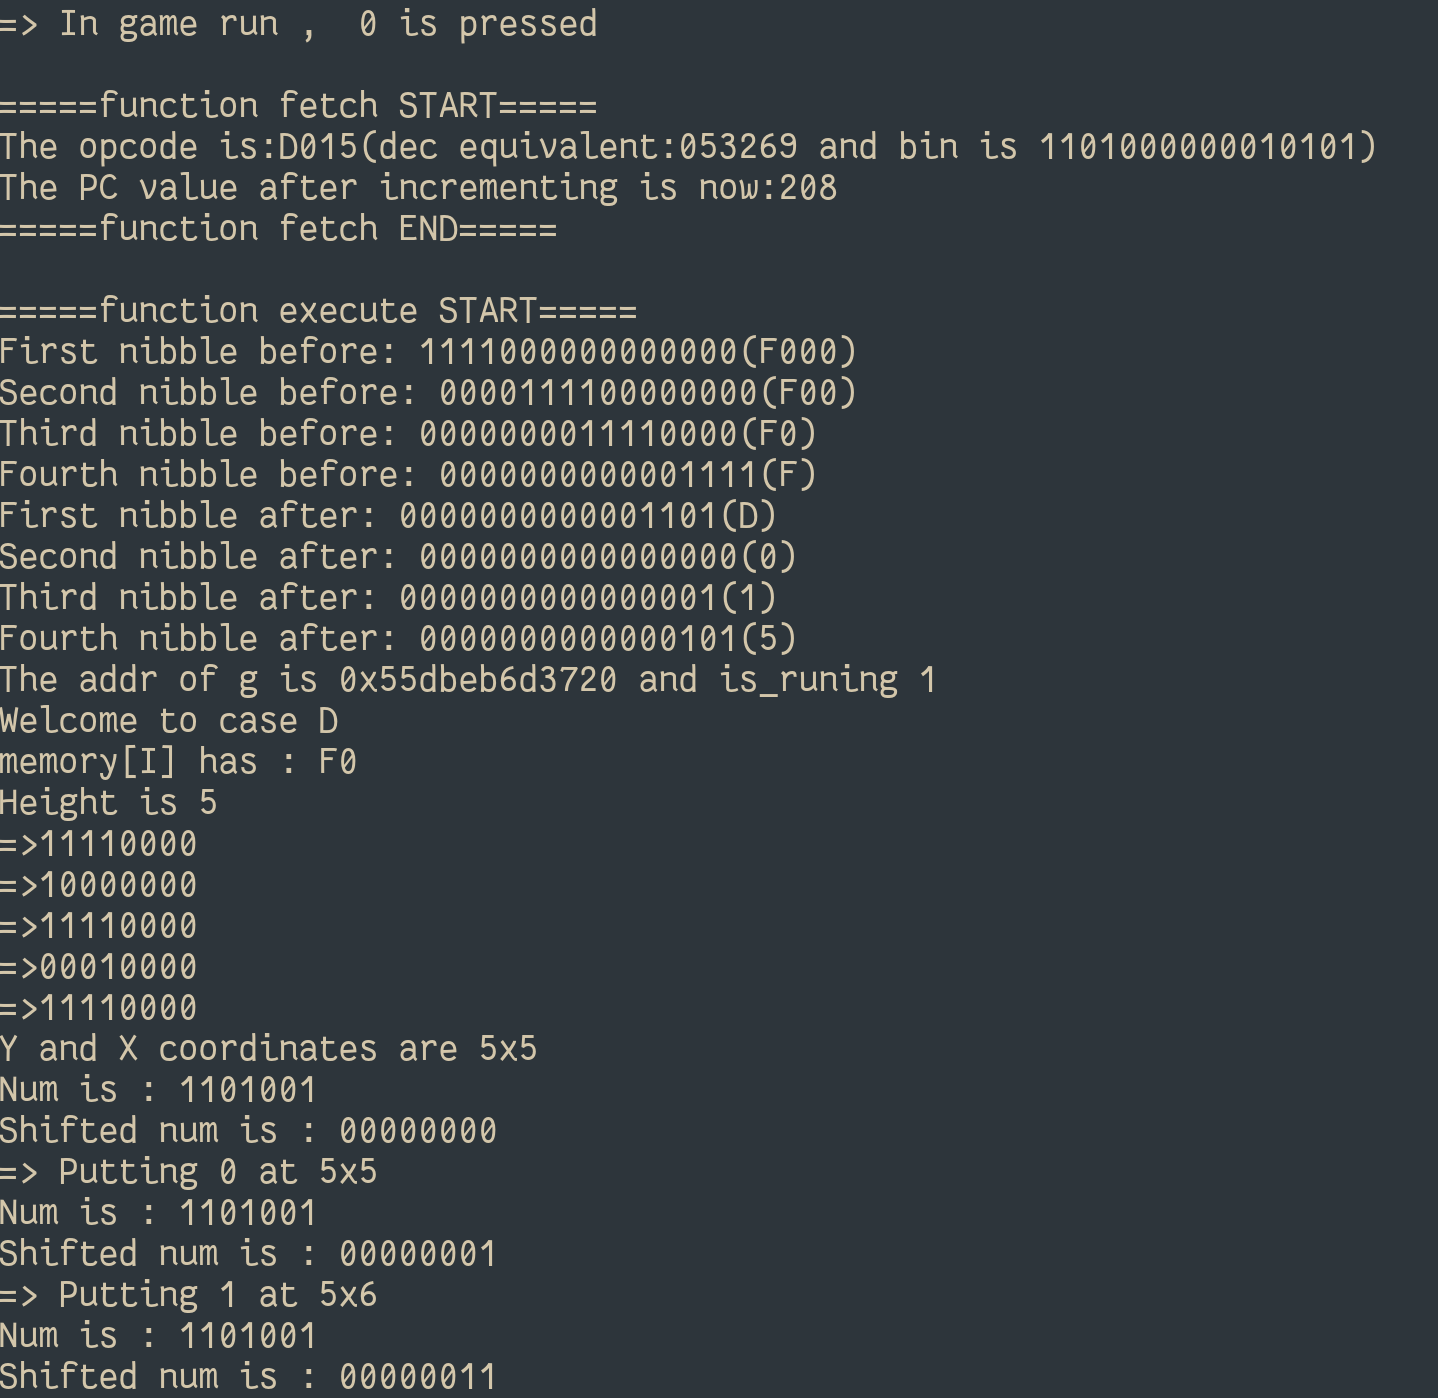 => In game run ,  0 is pressed
=====function fetch START=====
The opcode is:D015(dec equivalent:053269 and bin is 1101000000010101)
The PC value after incrementing is now:208
=====function fetch END=====
=====function execute START=====
First nibble before: 1111000000000000(F000)
Second nibble before: 0000111100000000(F00)
Third nibble before: 0000000011110000(F0)
Fourth nibble before: 0000000000001111(F)
First nibble after: 0000000000001101(D)
Second nibble after: 0000000000000000(0)
Third nibble after: 0000000000000001(1)
Fourth nibble after: 0000000000000101(5)
The addr of g is 0x55dbeb6d3720 and is_runing 1
Welcome to case D
memory[I] has : F0
Height is 5
=>11110000
=>10000000
=>11110000
=>00010000
=>11110000
Y and X coordinates are 5x5
Num is : 1101001
Shifted num is : 00000000
=> Putting 0 at 5x5
Num is : 1101001
Shifted num is : 00000001
=> Putting 1 at 5x6
Num is : 1101001
Shifted num is : 00000011